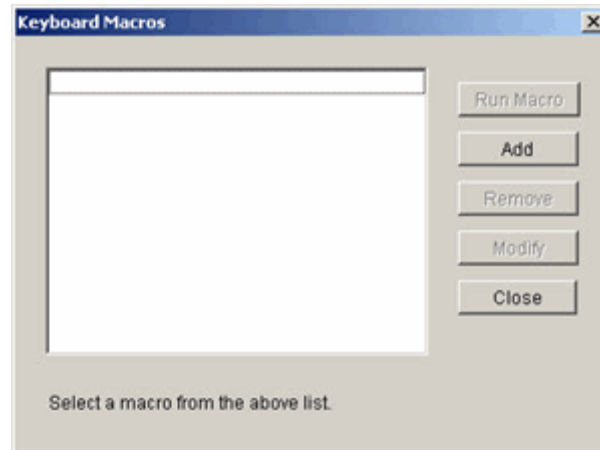 Keyboard Macros
Run Macro
Add
Remove
Modify
Close
Select a macro from the above list.